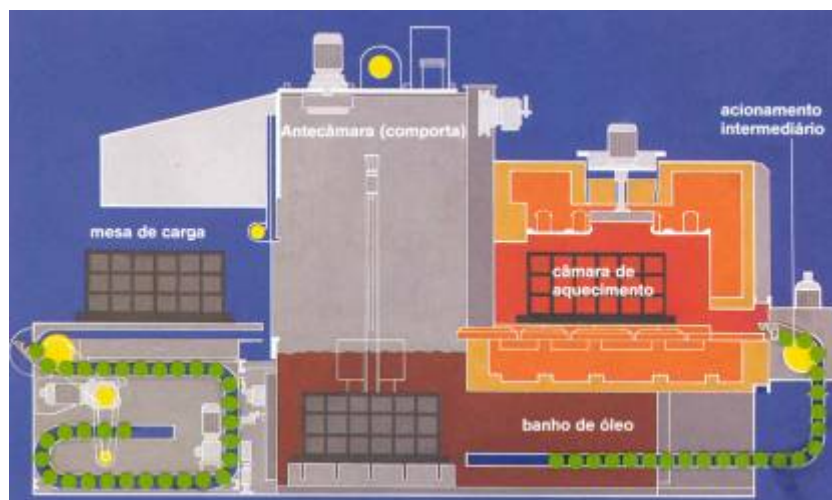 acionamento
intermediário
Antecâmara (comporta)
mesa de carga
câmara de
aquecimento
banho de óleo